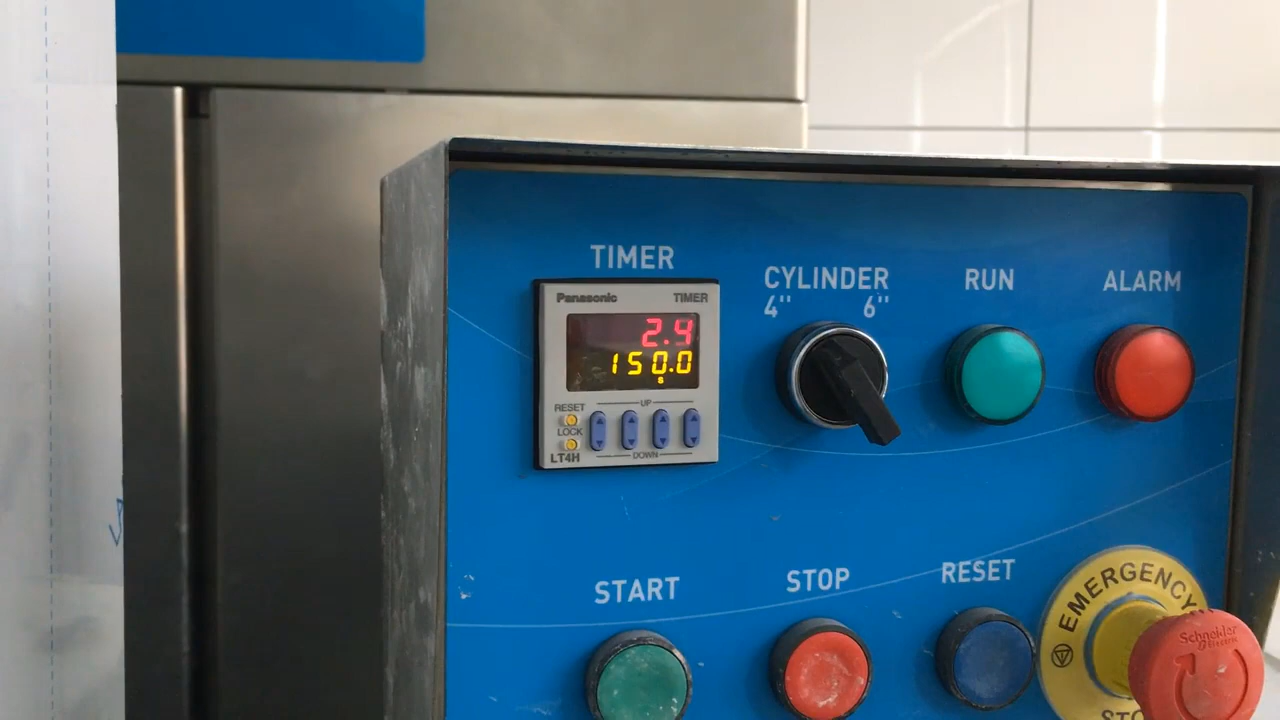 TIMER
Panasonic TIMER
2.4
150.0
s
RESET
UP
LOCK
LT4H
DOWN
CYLINDER
4" 6"
RUN
ALARM
START
STOP
RESET
EMERGENCY
Schneider
Electric